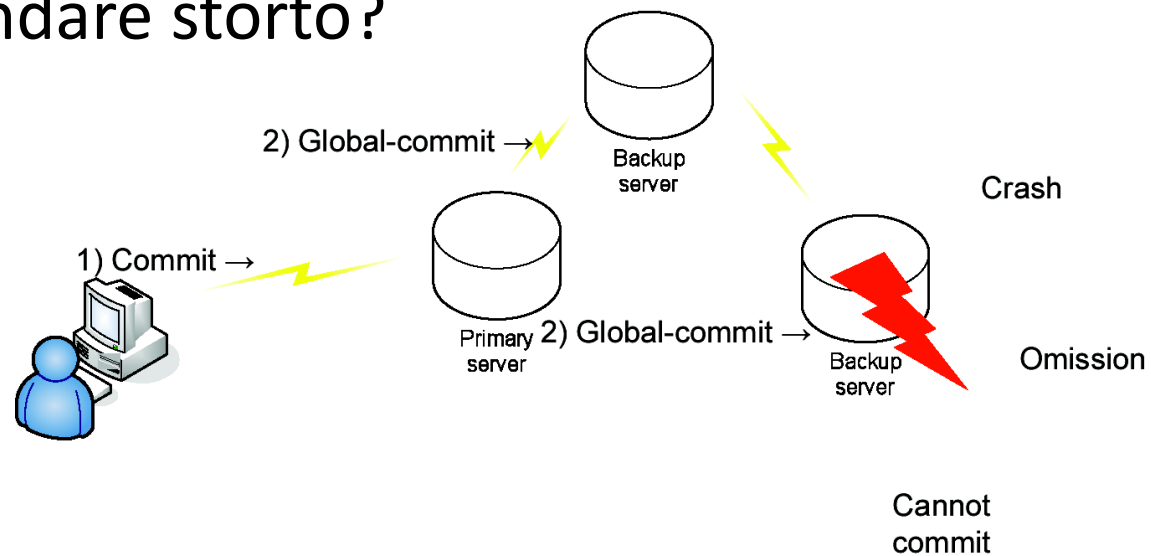 ndare storto?
2) Global-commit →
Backup
server
Crash
1) Commit →
Primary
server
2) Global-commit →
Backup
server
Omission
Cannot
commit